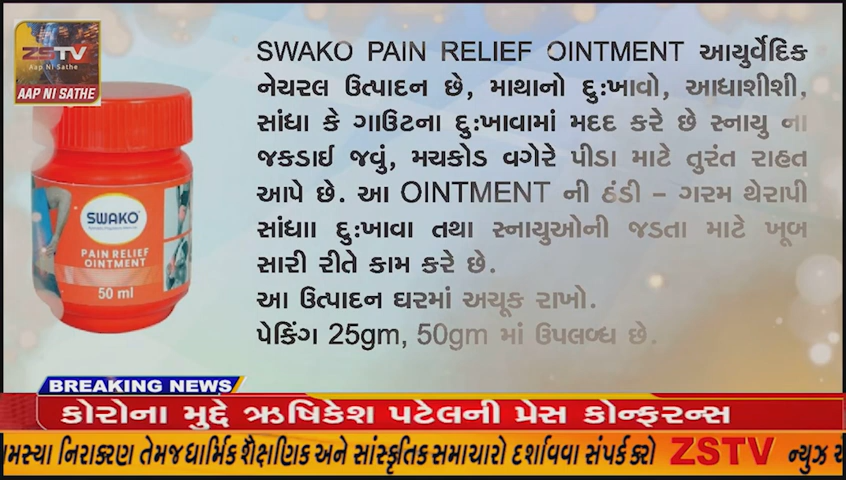 ZSTV
Aap Ni Sathe
AAP NI SATHE
SWAKO PAIN RELIEF OINTMENT આયુર્વેદિક
નેચરલ ઉત્પાદન છે, માથાનો દુઃખાવો, આધાશીશી,
સાંધા કે ગાઉટના દુઃખાવામાં મદદ કરે છે સ્નાયુ ના
જકડાઈ જવું, મચકોડ વગેરે પીડા માટે તુરંત રાહત
આપે છે. આ OINTMENT ની ઠંડી – ગરમ થેરાપી
સાંધાા દુઃખાવા તથા સ્નાયુઓની જડતા માટે ખૂબ
સારી રીતે કામ કરે છે.
આ ઉત્પાદન ઘરમાં અચૂક રાખો.
પેકિંગ 25gm, 50gm માં ઉપલબ્ધ છે.
SWAKO
PAIN RELIEF
OINTMENT
50 ml
BREAKING NEWS
કોરોના મુદ્દે ઋષિકેશ પટેલની પ્રેસ કોન્ફરન્સ
મસ્યા નિરાકરણ તેમજ ધાર્મિક શૈક્ષણિક અને સાંસ્કૃતિક સમાચારો દર્શાવવા સંપર્ક કરો ZSTV ન્યુઝ